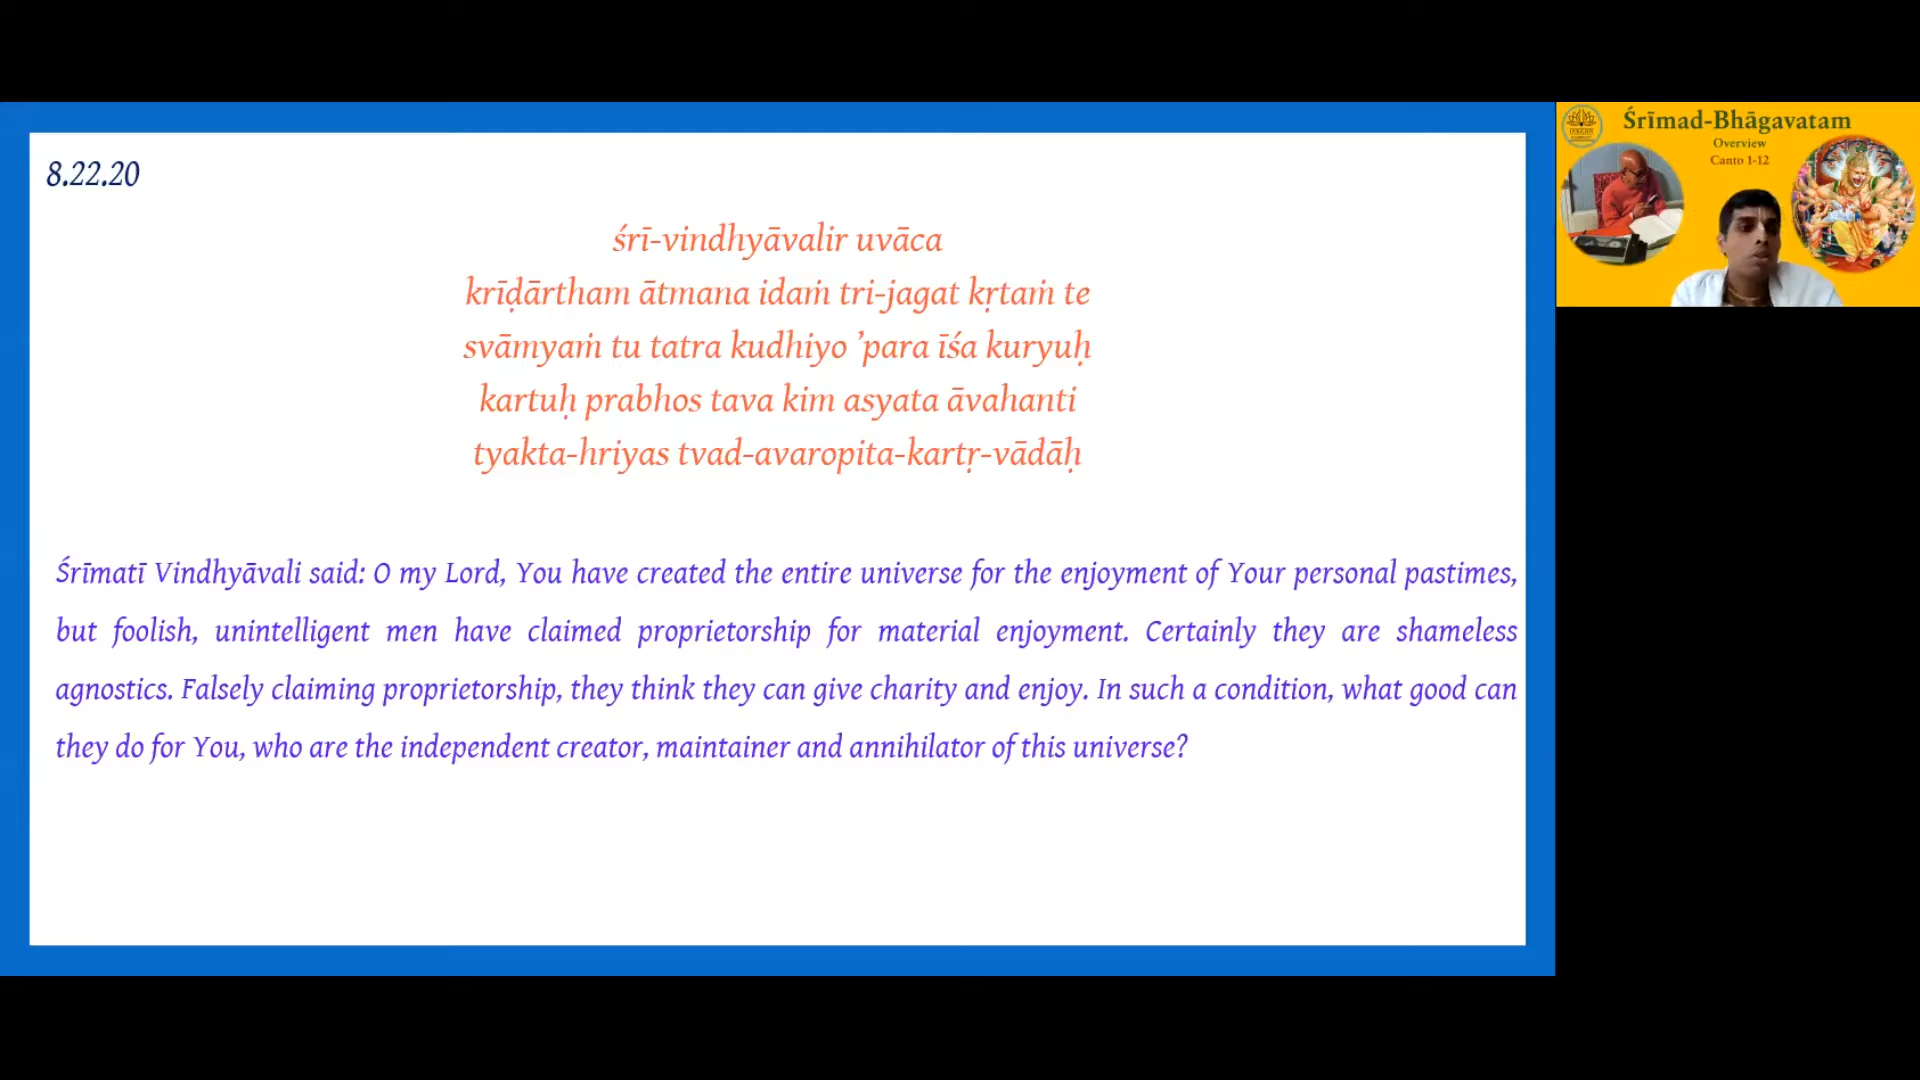 8.22.20
śrī-vindhyāvalir uvāca
krīḍārtham ātmana idaṁ tri-jagat kṛtaṁ te
svāmyaṁ tu tatra kudhiyo ’para īśa kuryuḥ
kartuḥ prabhos tava kim asyata āvahanti
tyakta-hriyas tvad-avaropita-kartṛ-vādāḥ
Śrīmatī Vindhyāvali said: O my Lord, You have created the entire universe for the enjoyment of Your personal pastimes,
but foolish, unintelligent men have claimed proprietorship for material enjoyment. Certainly they are shameless
agnostics. Falsely claiming proprietorship, they think they can give charity and enjoy. In such a condition, what good can
they do for You, who are the independent creator, maintainer and annihilator of this universe?
Śrīmad-Bhāgavatam
Overview
Canto 1-12